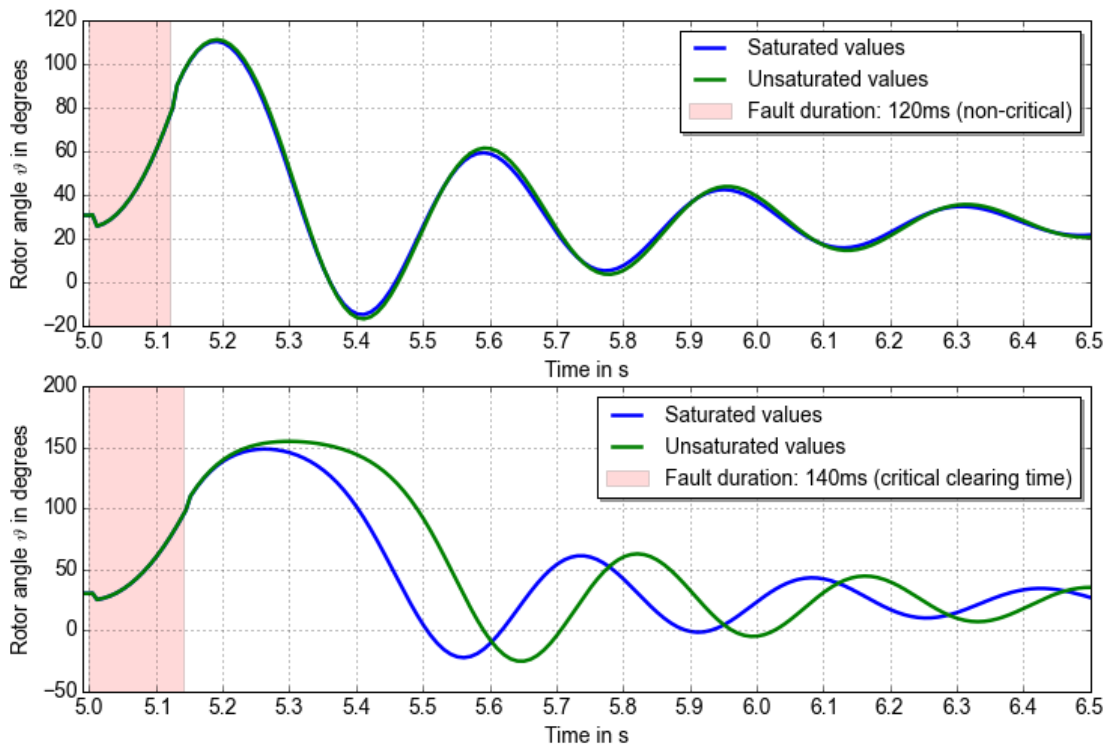 120
100
80
60
40
20
0
−20
Rotor angle ϑ in degrees
Saturated values
Unsaturated values
Fault duration: 120ms (non-critical)
5.0 5.1 5.2 5.3 5.4 5.5 5.6 5.7 5.8 5.9 6.0 6.1 6.2 6.3 6.4 6.5
Time in s
200
150
100
50
0
−50
Rotor angle ϑ in degrees
Saturated values
Unsaturated values
Fault duration: 140ms (critical clearing time)
5.0 5.1 5.2 5.3 5.4 5.5 5.6 5.7 5.8 5.9 6.0 6.1 6.2 6.3 6.4 6.5
Time in s